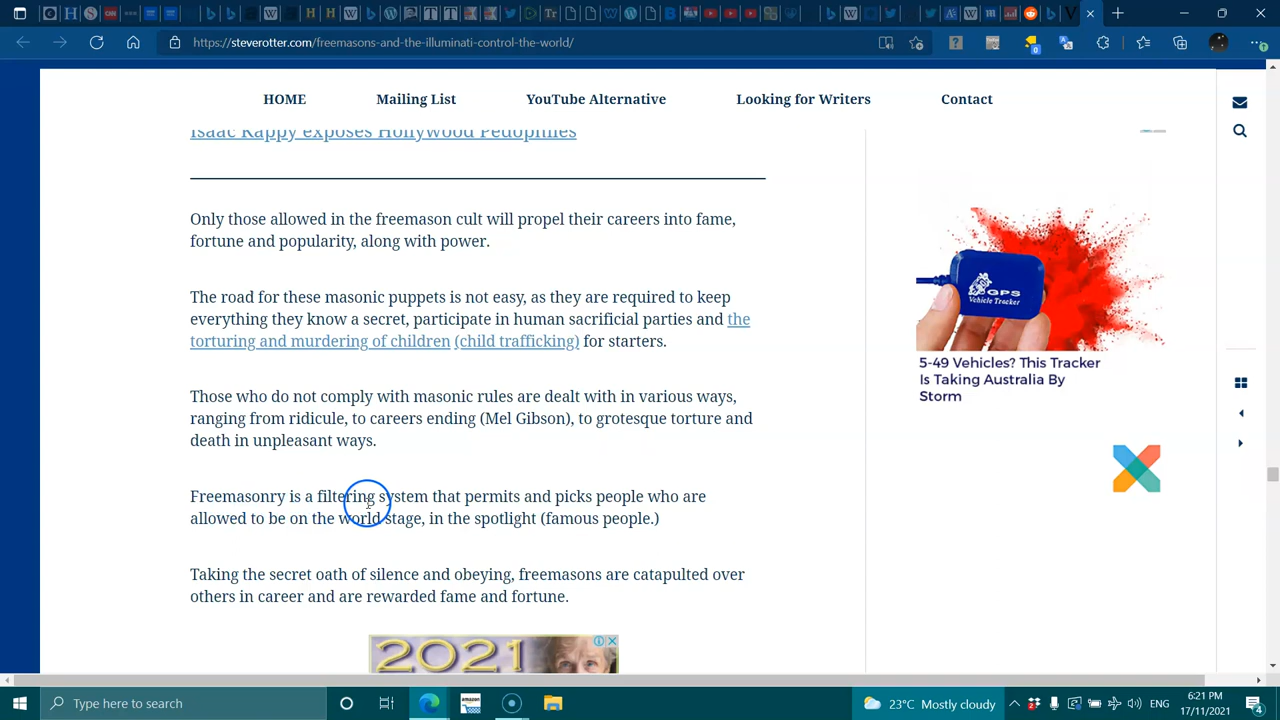 https://steverotter.com/freemasons-and-the-illuminati-control-the-world/
HOME Mailing List YouTube Alternative Looking for Writers Contact
Isaac Kappy exposes Hollywood Pedophiles
Only those allowed in the freemason cult will propel their careers into fame,
fortune and popularity, along with power.
The road for these masonic puppets is not easy, as they are required to keep
everything they know a secret, participate in human sacrificial parties and the
torturing and murdering of children (child trafficking) for starters.
Those who do not comply with masonic rules are dealt with in various ways,
ranging from ridicule, to careers ending (Mel Gibson), to grotesque torture and
death in unpleasant ways.
Freemasonry is a filtering system that permits and picks people who are
allowed to be on the world stage, in the spotlight (famous people.)
Taking the secret oath of silence and obeying, freemasons are catapulted over
others in career and are rewarded fame and fortune.
2021
GPS
Vehicle Tracker
5-49 Vehicles? This Tracker
Is Taking Australia By
Storm
Type here to search
23°C Mostly cloudy
ENG
6:21 PM
17/11/2021